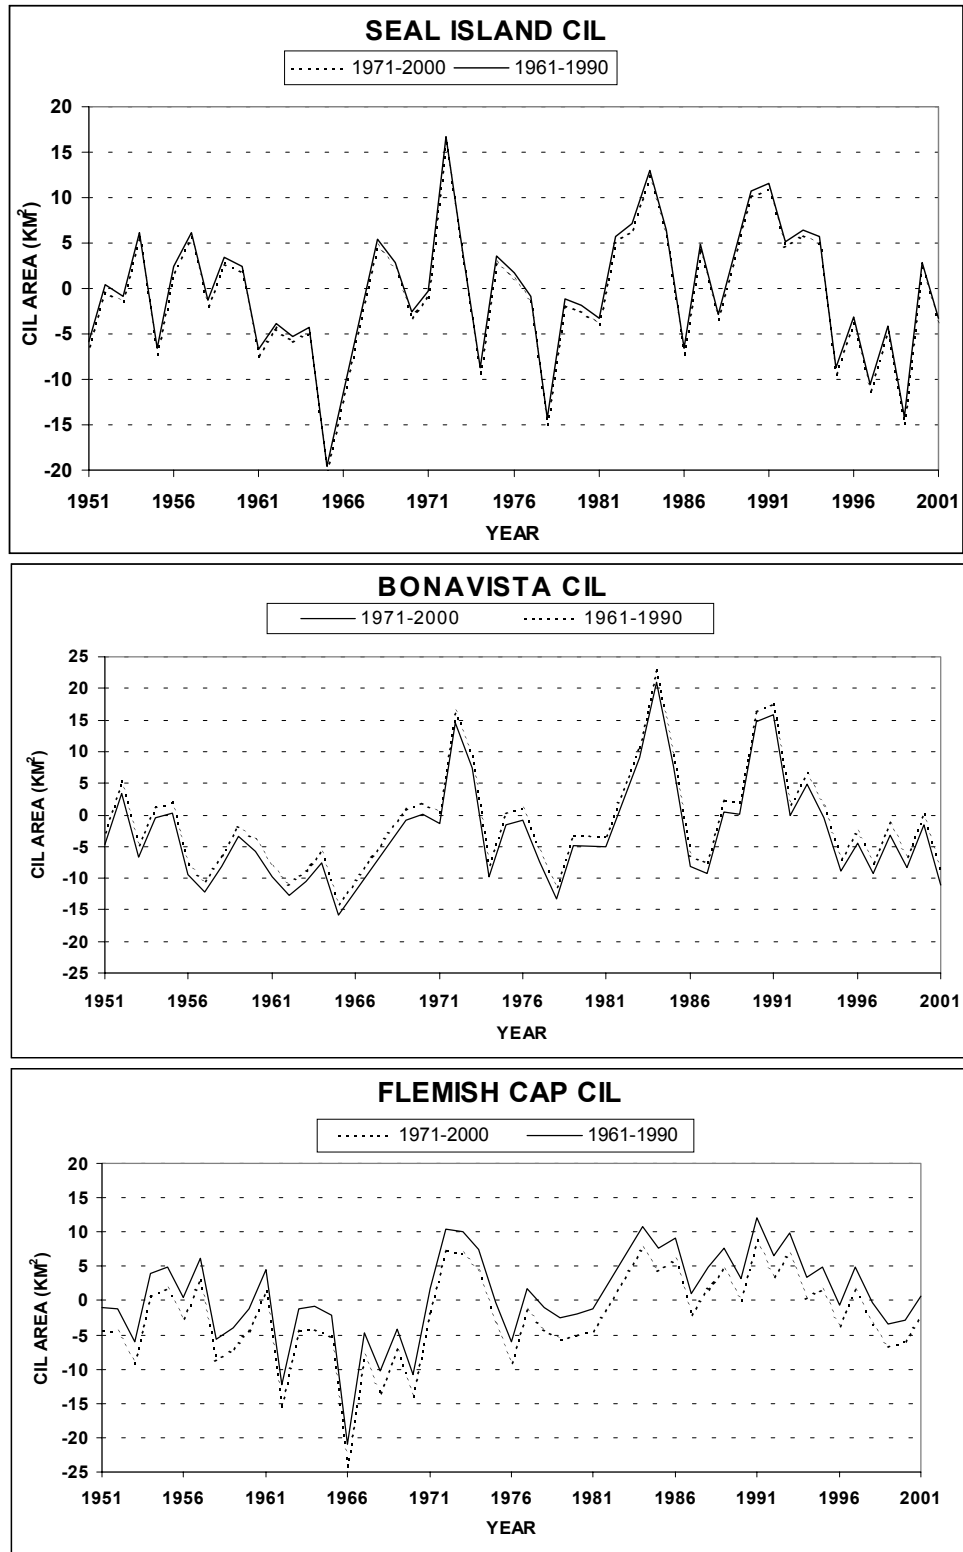 SEAL ISLAND CIL
1971-2000 1961-1990
CIL AREA (KM²)
20
15
10
5
0
-5
-10
-15
-20
1951 1956 1961 1966 1971 1976 1981 1986 1991 1996 2001
YEAR
BONAVISTA CIL
1971-2000 1961-1990
CIL AREA (KM²)
25
20
15
10
5
0
-5
-10
-15
-20
-25
1951 1956 1961 1966 1971 1976 1981 1986 1991 1996 2001
YEAR
FLEMISH CAP CIL
1971-2000 1961-1990
CIL AREA (KM²)
20
15
10
5
0
-5
-10
-15
-20
-25
1951 1956 1961 1966 1971 1976 1981 1986 1991 1996 2001
YEAR